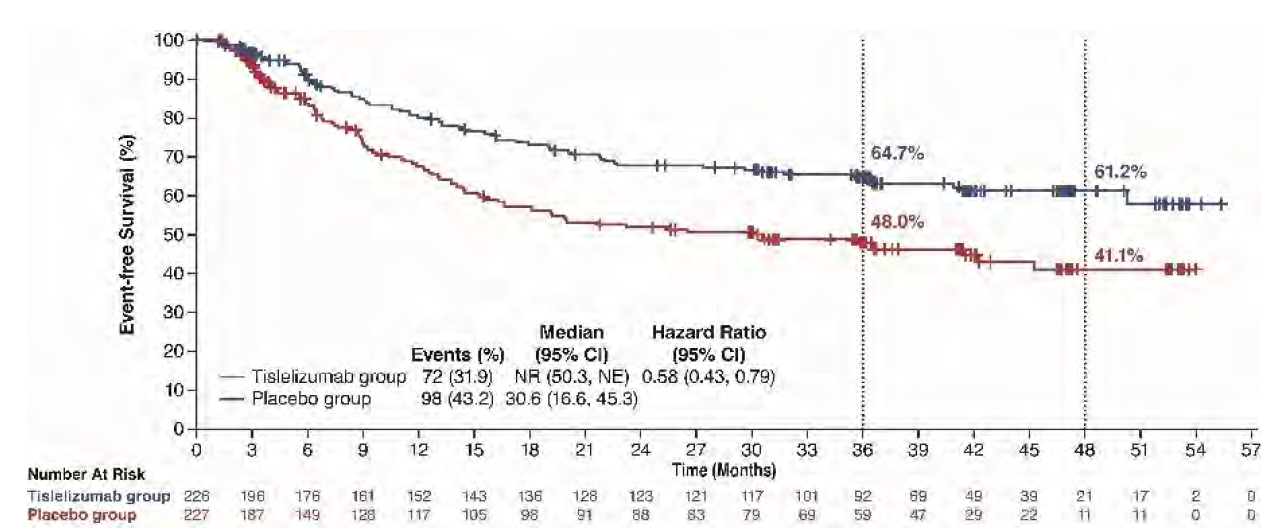 Event-free Survival (%)
100
90
80
70
60
50
40
30
20
10
0
64.7%
61.2%
48.0%
41.1%
Median Hazard Ratio
Events (%) (95% CI) (95% CI)
Tislelizumab group 72 (31.9) NR (50.3, NE) 0.58 (0.43, 0.79)
Placebo group 98 (43.2) 30.6 (16.6, 45.3)
0 3 6 9 12 15 18 21 24 27 30 33 36 39 42 45 48 51 54 57
Time (Months)
Number At Risk
Tislelizumab group 226 196 176 161 152 143 136 128 123 121 117 101 92 69 49 39 21 17 2 0
Placebo group 227 187 149 128 117 105 98 91 88 83 79 69 59 47 29 22 11 11 0 0